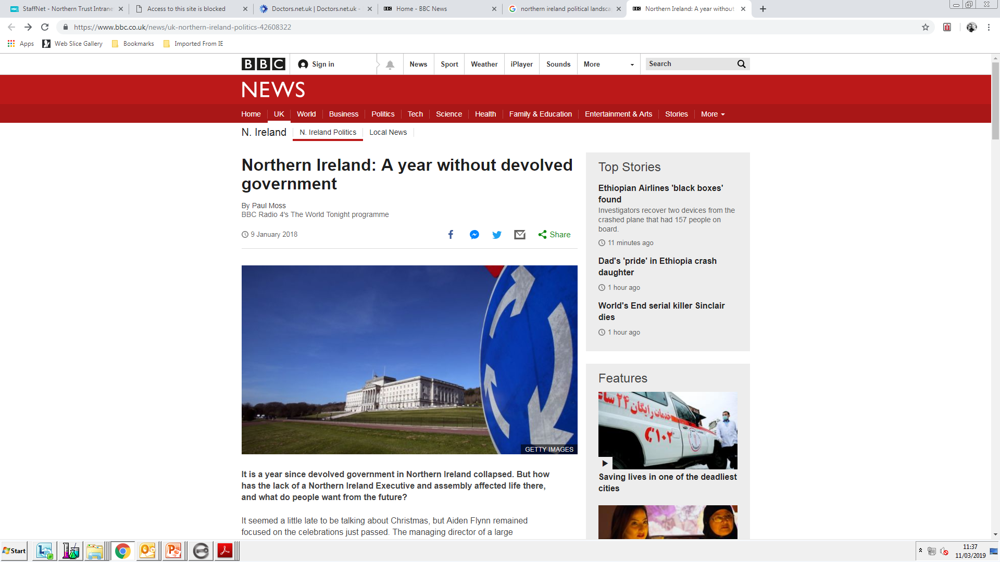 StaffNet - Northern Trust Intrane
Access to this site is blocked
Doctors.net.uk | Doctors.net.uk -
BBC
Home - BBC News
northern ireland political landsca
BBC
Northern Ireland: A year without
https://www.bbc.co.uk/news/uk-northern-ireland-politics-42608322
Apps
Web Slice Gallery
Bookmarks
Imported From IE
BBC
Sign in
News
Sport
Weather
iPlayer
Sounds
More
Search
NEWS
Home
UK
World
Business
Politics
Tech
Science
Health
Family & Education
Entertainment & Arts
Stories
More
N. Ireland
N. Ireland Politics
Local News
Northern Ireland: A year without devolved
government
By Paul Moss
BBC Radio 4's The World Tonight programme
9 January 2018
Share
GETTY IMAGES
It is a year since devolved government in Northern Ireland collapsed. But how
has the lack of a Northern Ireland Executive and assembly affected life there,
and what do people want from the future?
It seemed a little late to be talking about Christmas, but Aiden Flynn remained
focused on the celebrations just passed. The managing director of a large
Top Stories
Ethiopian Airlines 'black boxes'
found
Investigators recover two devices from the
crashed plane that had 157 people on
board.
11 minutes ago
Dad's 'pride' in Ethiopia crash
daughter
1 hour ago
World's End serial killer Sinclair
dies
1 hour ago
Features
خدمات رایگان ۲۴ ساعت
۱۰۲
Saving lives in one of the deadliest
cities
Start
11:37
11/03/2019